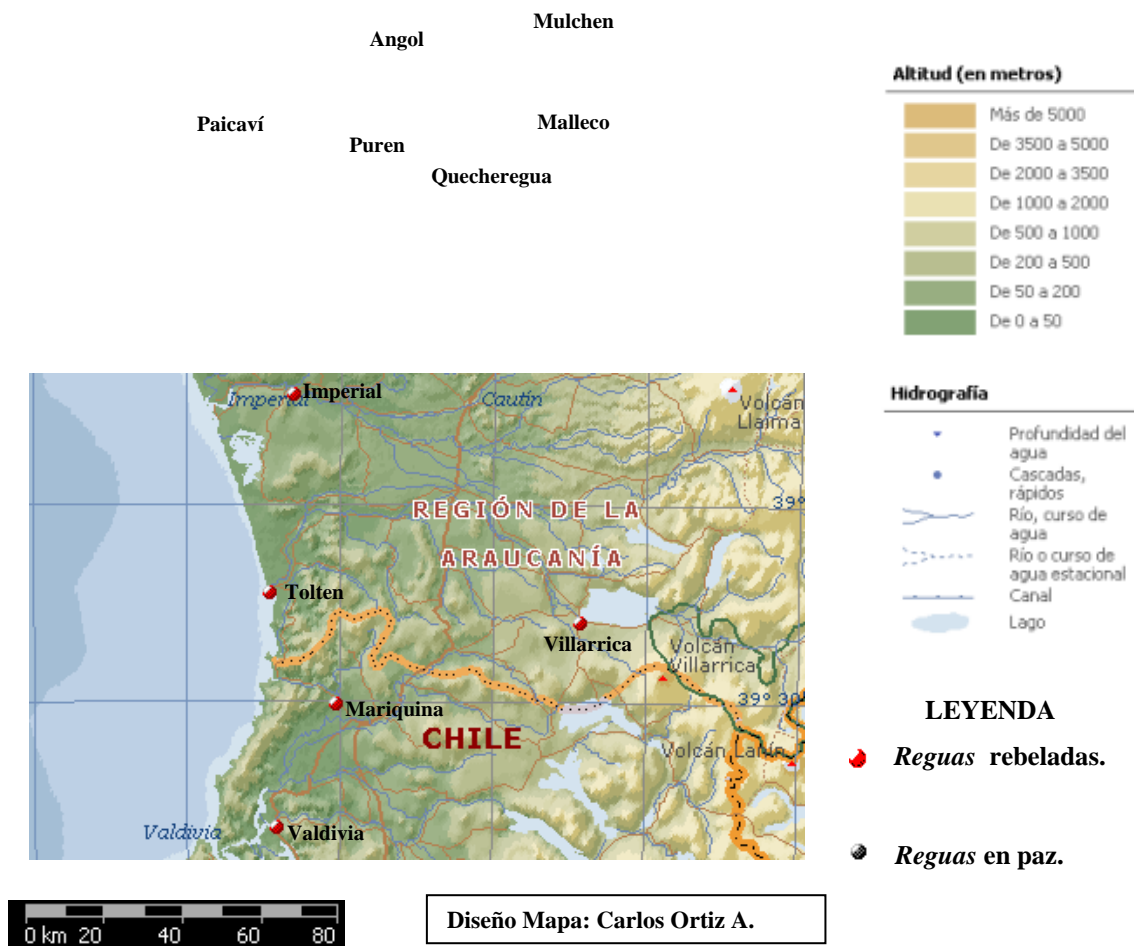 Mulchen
Angol
Paicaví
Malleco
Puren
Quecheregua
Altitud (en metros)
Más de 5000
De 3500 a 5000
De 2000 a 3500
De 1000 a 2000
De 500 a 1000
De 200 a 500
De 50 a 200
De 0 a 50
Imperial
Imperial
Cautín
Volcán
Llaima
39°
REGIÓN DE LA
ARAUCANÍA
Tolten
Villarrica
Volcán
Villarrica
39° 30
Mariquina
CHILE
Volcán Lanín
Valdivia
Valdivia
Hidrografía
Profundidad del
agua
Cascadas,
rápidos
Río, curso de
agua
Río o curso de
agua estacional
Canal
Lago
LEYENDA
Reguas rebeladas.
Reguas en paz.
0 km 20 40 60 80
Diseño Mapa: Carlos Ortiz A.